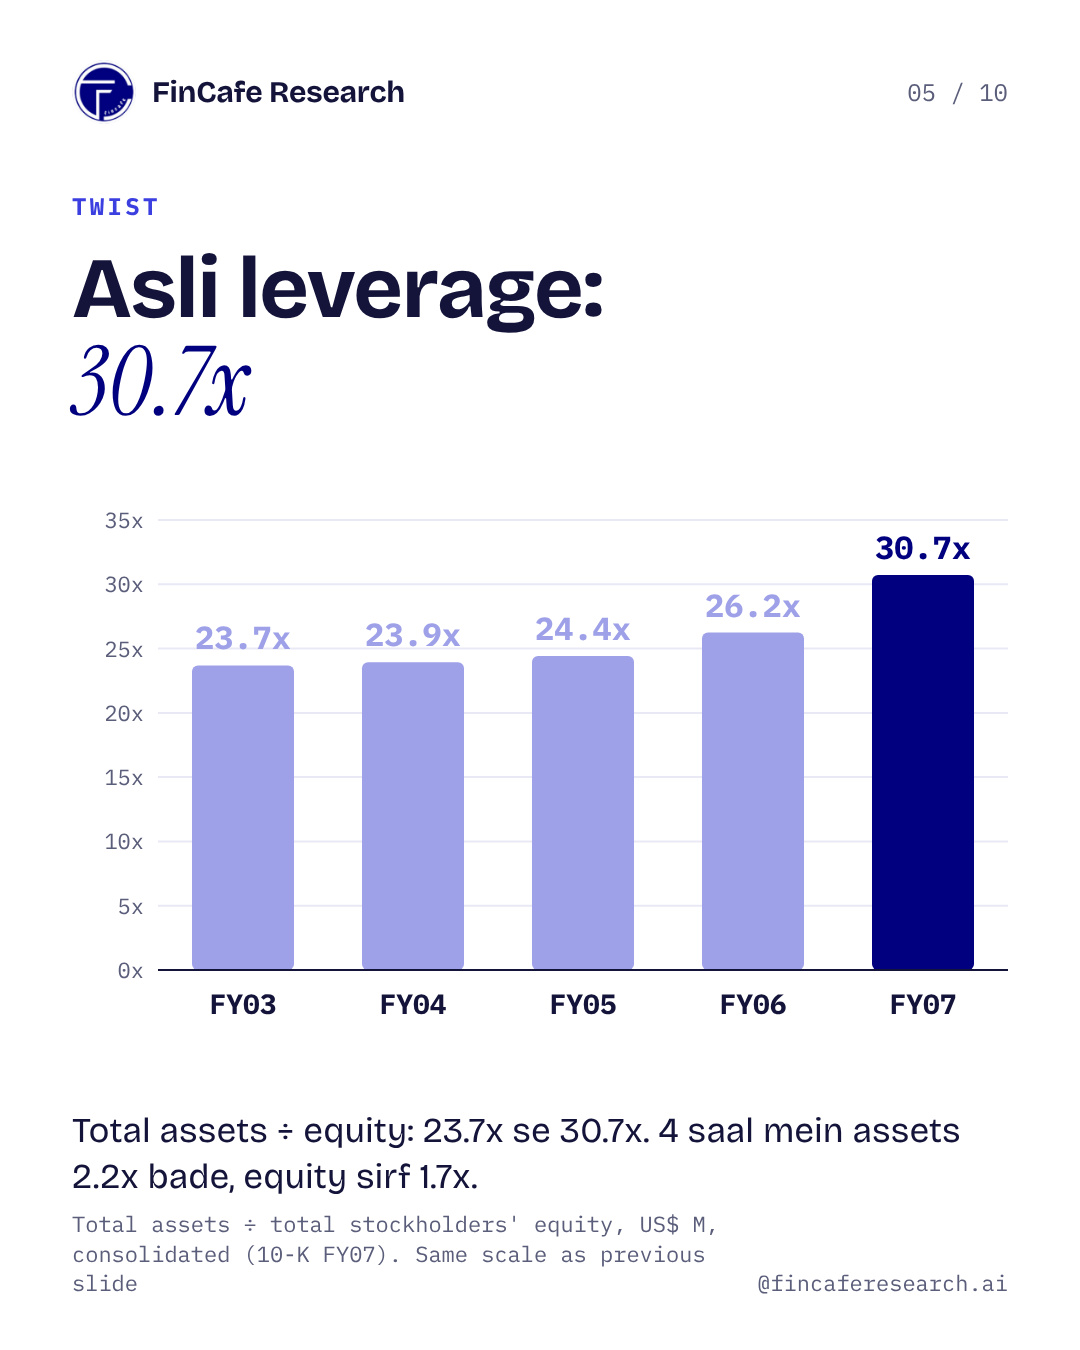 FinCafe Research
05 / 10
TWIST
Asli leverage:
30.7x
35x
30x
25x
20x
15x
10x
5x
0x
23.7x
23.9x
24.4x
26.2x
30.7x
FY03
FY04
FY05
FY06
FY07
Total assets ÷ equity: 23.7x se 30.7x. 4 saal mein assets
2.2x bade, equity sirf 1.7x.
Total assets ÷ total stockholders' equity, US$ M,
consolidated (10-K FY07). Same scale as previous
slide
@fincaferesearch.ai